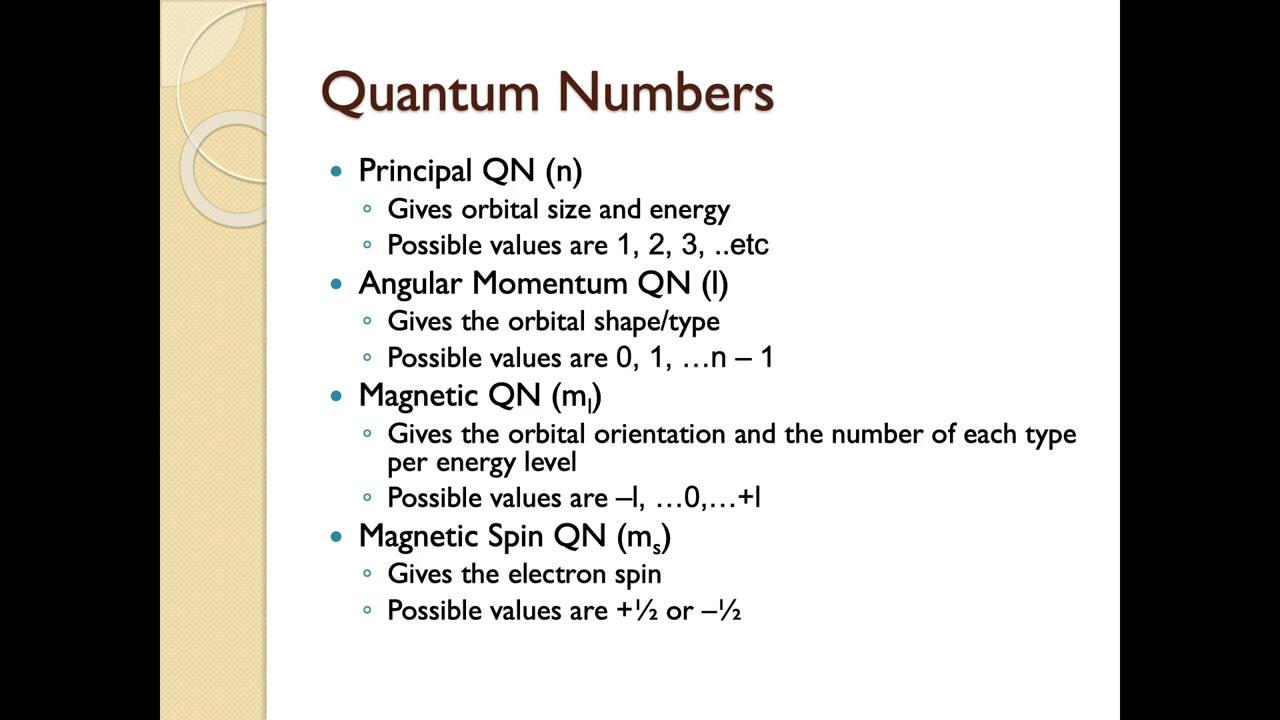 Quantum Numbers
• Principal QN (n)
◦ Gives orbital size and energy
◦ Possible values are 1, 2, 3, ..etc
• Angular Momentum QN (l)
◦ Gives the orbital shape/type
◦ Possible values are 0, 1, …n – 1
• Magnetic QN (mₗ)
◦ Gives the orbital orientation and the number of each type
per energy level
◦ Possible values are –l, …0,…+l
• Magnetic Spin QN (mₛ)
◦ Gives the electron spin
◦ Possible values are +½ or –½